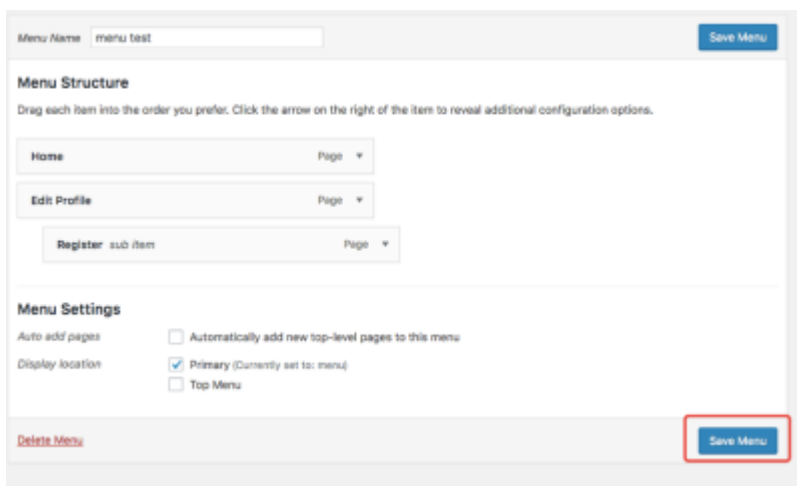 Menu Name menu test Save Menu
Menu Structure
Drag each item into the order you prefer. Click the arrow on the right of the item to reveal additional configuration options.
Home Page ▼
Edit Profile Page ▼
Register sub item Page ▼
Menu Settings
Auto add pages Automatically add new top-level pages to this menu
Display location Primary (Currently set to: menu)
Top Menu
Delete Menu Save Menu